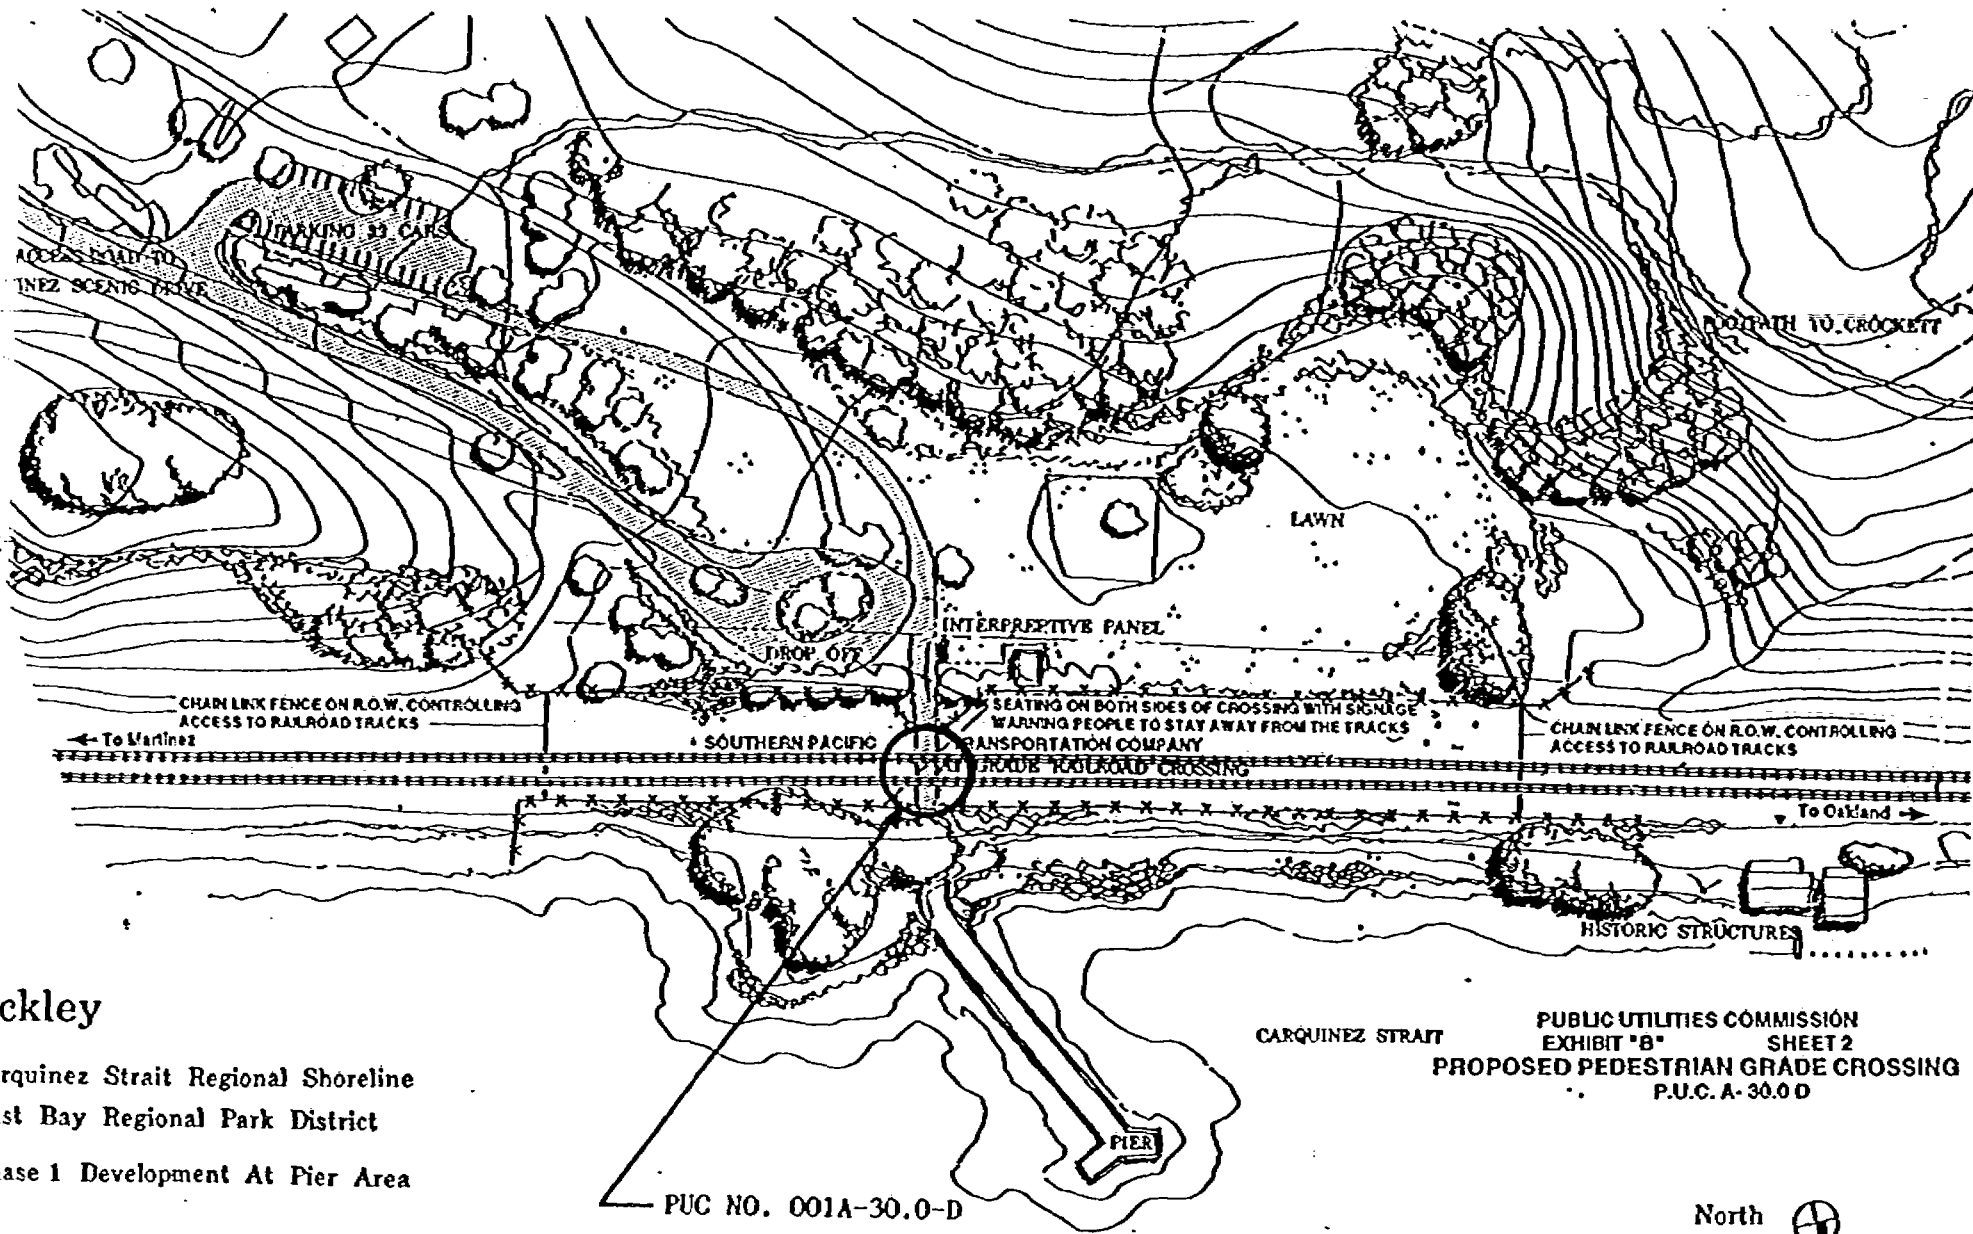 PARKING 33 CARS
ACCESS ROAD TO
INEZ SCENIC DRIVE
FOOTPATH TO CROCKETT
LAWN
INTERPREPTIVE PANEL
DROP OFF
CHAIN LINK FENCE ON R.O.W. CONTROLLING
ACCESS TO RAILROAD TRACKS
SEATING ON BOTH SIDES OF CROSSING WITH SIGNAGE
WARNING PEOPLE TO STAY AWAY FROM THE TRACKS
CHAIN LINK FENCE ON R.O.W. CONTROLLING
ACCESS TO RAILROAD TRACKS
To Martinez
SOUTHERN PACIFIC TRANSPORTATION COMPANY
AT GRADE RAILROAD CROSSING
To Oakland
HISTORIC STRUCTURES
ckley
rquinez Strait Regional Shoreline
st Bay Regional Park District
ase 1 Development At Pier Area
CARQUINEZ STRAIT
PUBLIC UTILITIES COMMISSION
EXHIBIT "B" SHEET 2
PROPOSED PEDESTRIAN GRADE CROSSING
P.U.C. A-30.0 D
PIER
PUC NO. 001A-30.0-D
North